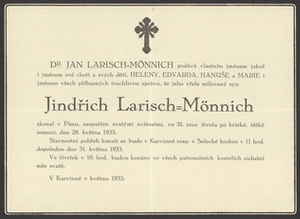 Dr. JAN LARISCH-MÖNNICH podává vlastním jménem jakož
i jménem své choti a svých dětí, HELENY, EDVARDA, HANUŠE a MARIE i
jménem všech příbuzných truchlivou zprávu, že jeho vřele milovaný syn
Jindřich Larisch=Mönnich
skonal v Pánu, zaopatřen svatými svátostmi, ve 21. roce života po krátké, těžké
nemoci, dne 28. května 1933.
Slavnostní pohřeb konati se bude v Karvinné resp. v Solecké hrobce v 11 hod.
dopoledne dne 31. května 1933.
Ve čtvrtek v 10. hod. budou konány ve všech patronátních kostelích zádušní
mše svaté.
V Karvinné v květnu 1933.